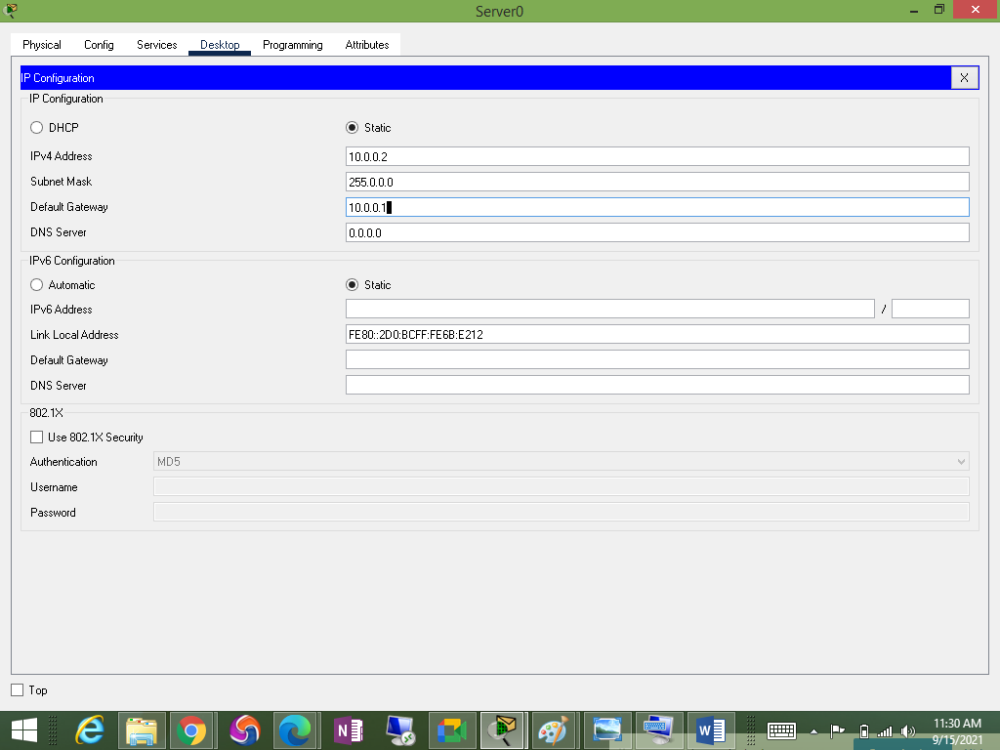 Server0
Physical Config Services Desktop Programming Attributes
IP Configuration X
IP Configuration
DHCP Static
IPv4 Address 10.0.0.2
Subnet Mask 255.0.0.0
Default Gateway 10.0.0.1
DNS Server 0.0.0.0
IPv6 Configuration
Automatic Static
IPv6 Address /
Link Local Address FE80::2D0:BCFF:FE6B:E212
Default Gateway
DNS Server
802.1X
Use 802.1X Security
Authentication MD5
Username
Password
Top
11:30 AM
9/15/2021